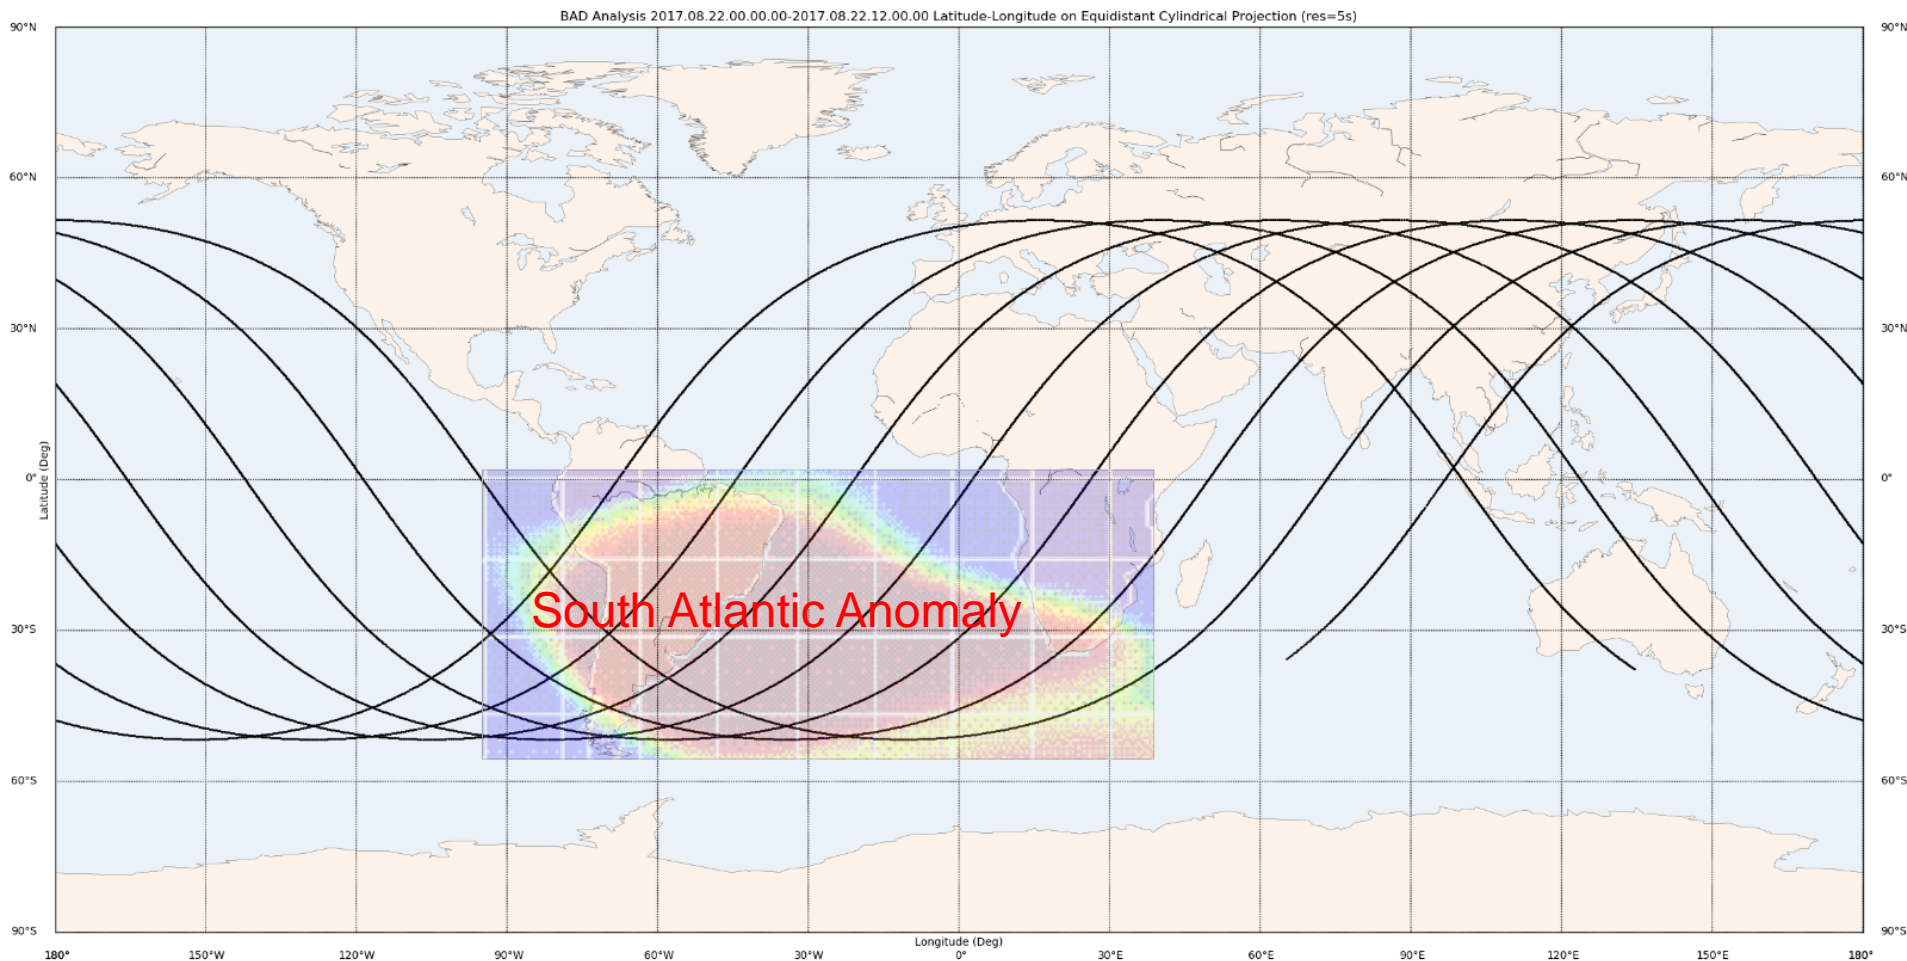 BAD Analysis 2017.08.22.00.00.00-2017.08.22.12.00.00 Latitude-Longitude on Equidistant Cylindrical Projection (res=5s)
90°N 90°N
60°N 60°N
30°N 30°N
Latitude (Deg)
0° 0°
South Atlantic Anomaly
30°S 30°S
60°S 60°S
90°S 90°S
Longitude (Deg)
180° 150°W 120°W 90°W 60°W 30°W 0° 30°E 60°E 90°E 120°E 150°E 180°